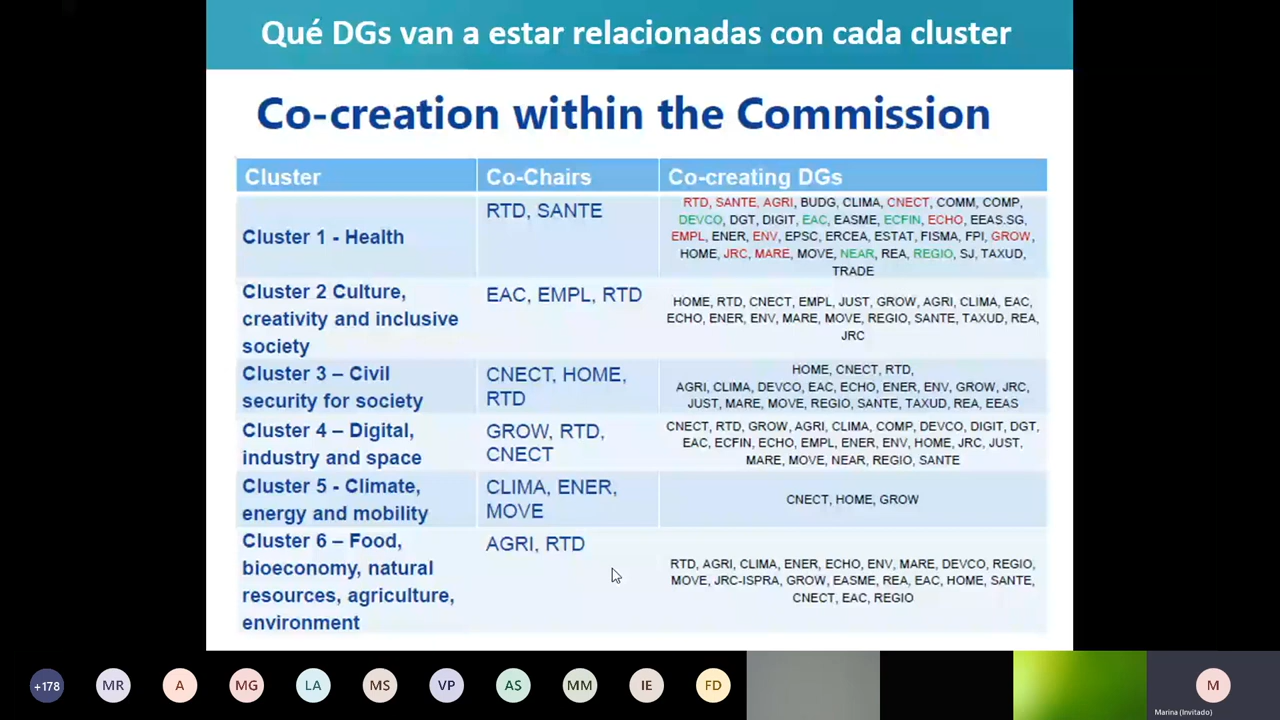 Qué DGs van a estar relacionadas con cada cluster
Co-creation within the Commission
Cluster
Co-Chairs
Co-creating DGs
Cluster 1 - Health
RTD, SANTE
RTD, SANTE, AGRI, BUDG, CLIMA, CNECT, COMM, COMP,
DEVCO, DGT, DIGIT, EAC, EASME, ECFIN, ECHO, EEAS.SG,
EMPL, ENER, ENV, EPSC, ERCEA, ESTAT, FISMA, FPI, GROW,
HOME, JRC, MARE, MOVE, NEAR, REA, REGIO, SJ, TAXUD,
TRADE
Cluster 2 Culture,
creativity and inclusive
society
EAC, EMPL, RTD
HOME, RTD, CNECT, EMPL, JUST, GROW, AGRI, CLIMA, EAC,
ECHO, ENER, ENV, MARE, MOVE, REGIO, SANTE, TAXUD, REA,
JRC
Cluster 3 – Civil
security for society
CNECT, HOME,
RTD
HOME, CNECT, RTD,
AGRI, CLIMA, DEVCO, EAC, ECHO, ENER, ENV, GROW, JRC,
JUST, MARE, MOVE, REGIO, SANTE, TAXUD, REA, EEAS
Cluster 4 – Digital,
industry and space
GROW, RTD,
CNECT
CNECT, RTD, GROW, AGRI, CLIMA, COMP, DEVCO, DIGIT, DGT,
EAC, ECFIN, ECHO, EMPL, ENER, ENV, HOME, JRC, JUST,
MARE, MOVE, NEAR, REGIO, SANTE
Cluster 5 - Climate,
energy and mobility
CLIMA, ENER,
MOVE
CNECT, HOME, GROW
Cluster 6 – Food,
bioeconomy, natural
resources, agriculture,
environment
AGRI, RTD
RTD, AGRI, CLIMA, ENER, ECHO, ENV, MARE, DEVCO, REGIO,
MOVE, JRC-ISPRA, GROW, EASME, REA, EAC, HOME, SANTE,
CNECT, EAC, REGIO
+178
MR
A
MG
LA
MS
VP
AS
MM
IE
FD
M
Marina (Invitado)